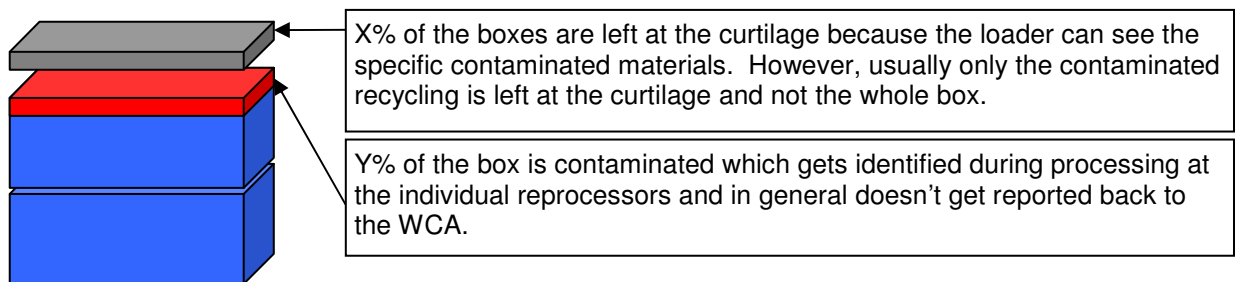 X% of the boxes are left at the curtilage because the loader can see the
specific contaminated materials.  However, usually only the contaminated
recycling is left at the curtilage and not the whole box.
Y% of the box is contaminated which gets identified during processing at
the individual reprocessors and in general doesn’t get reported back to
the WCA.